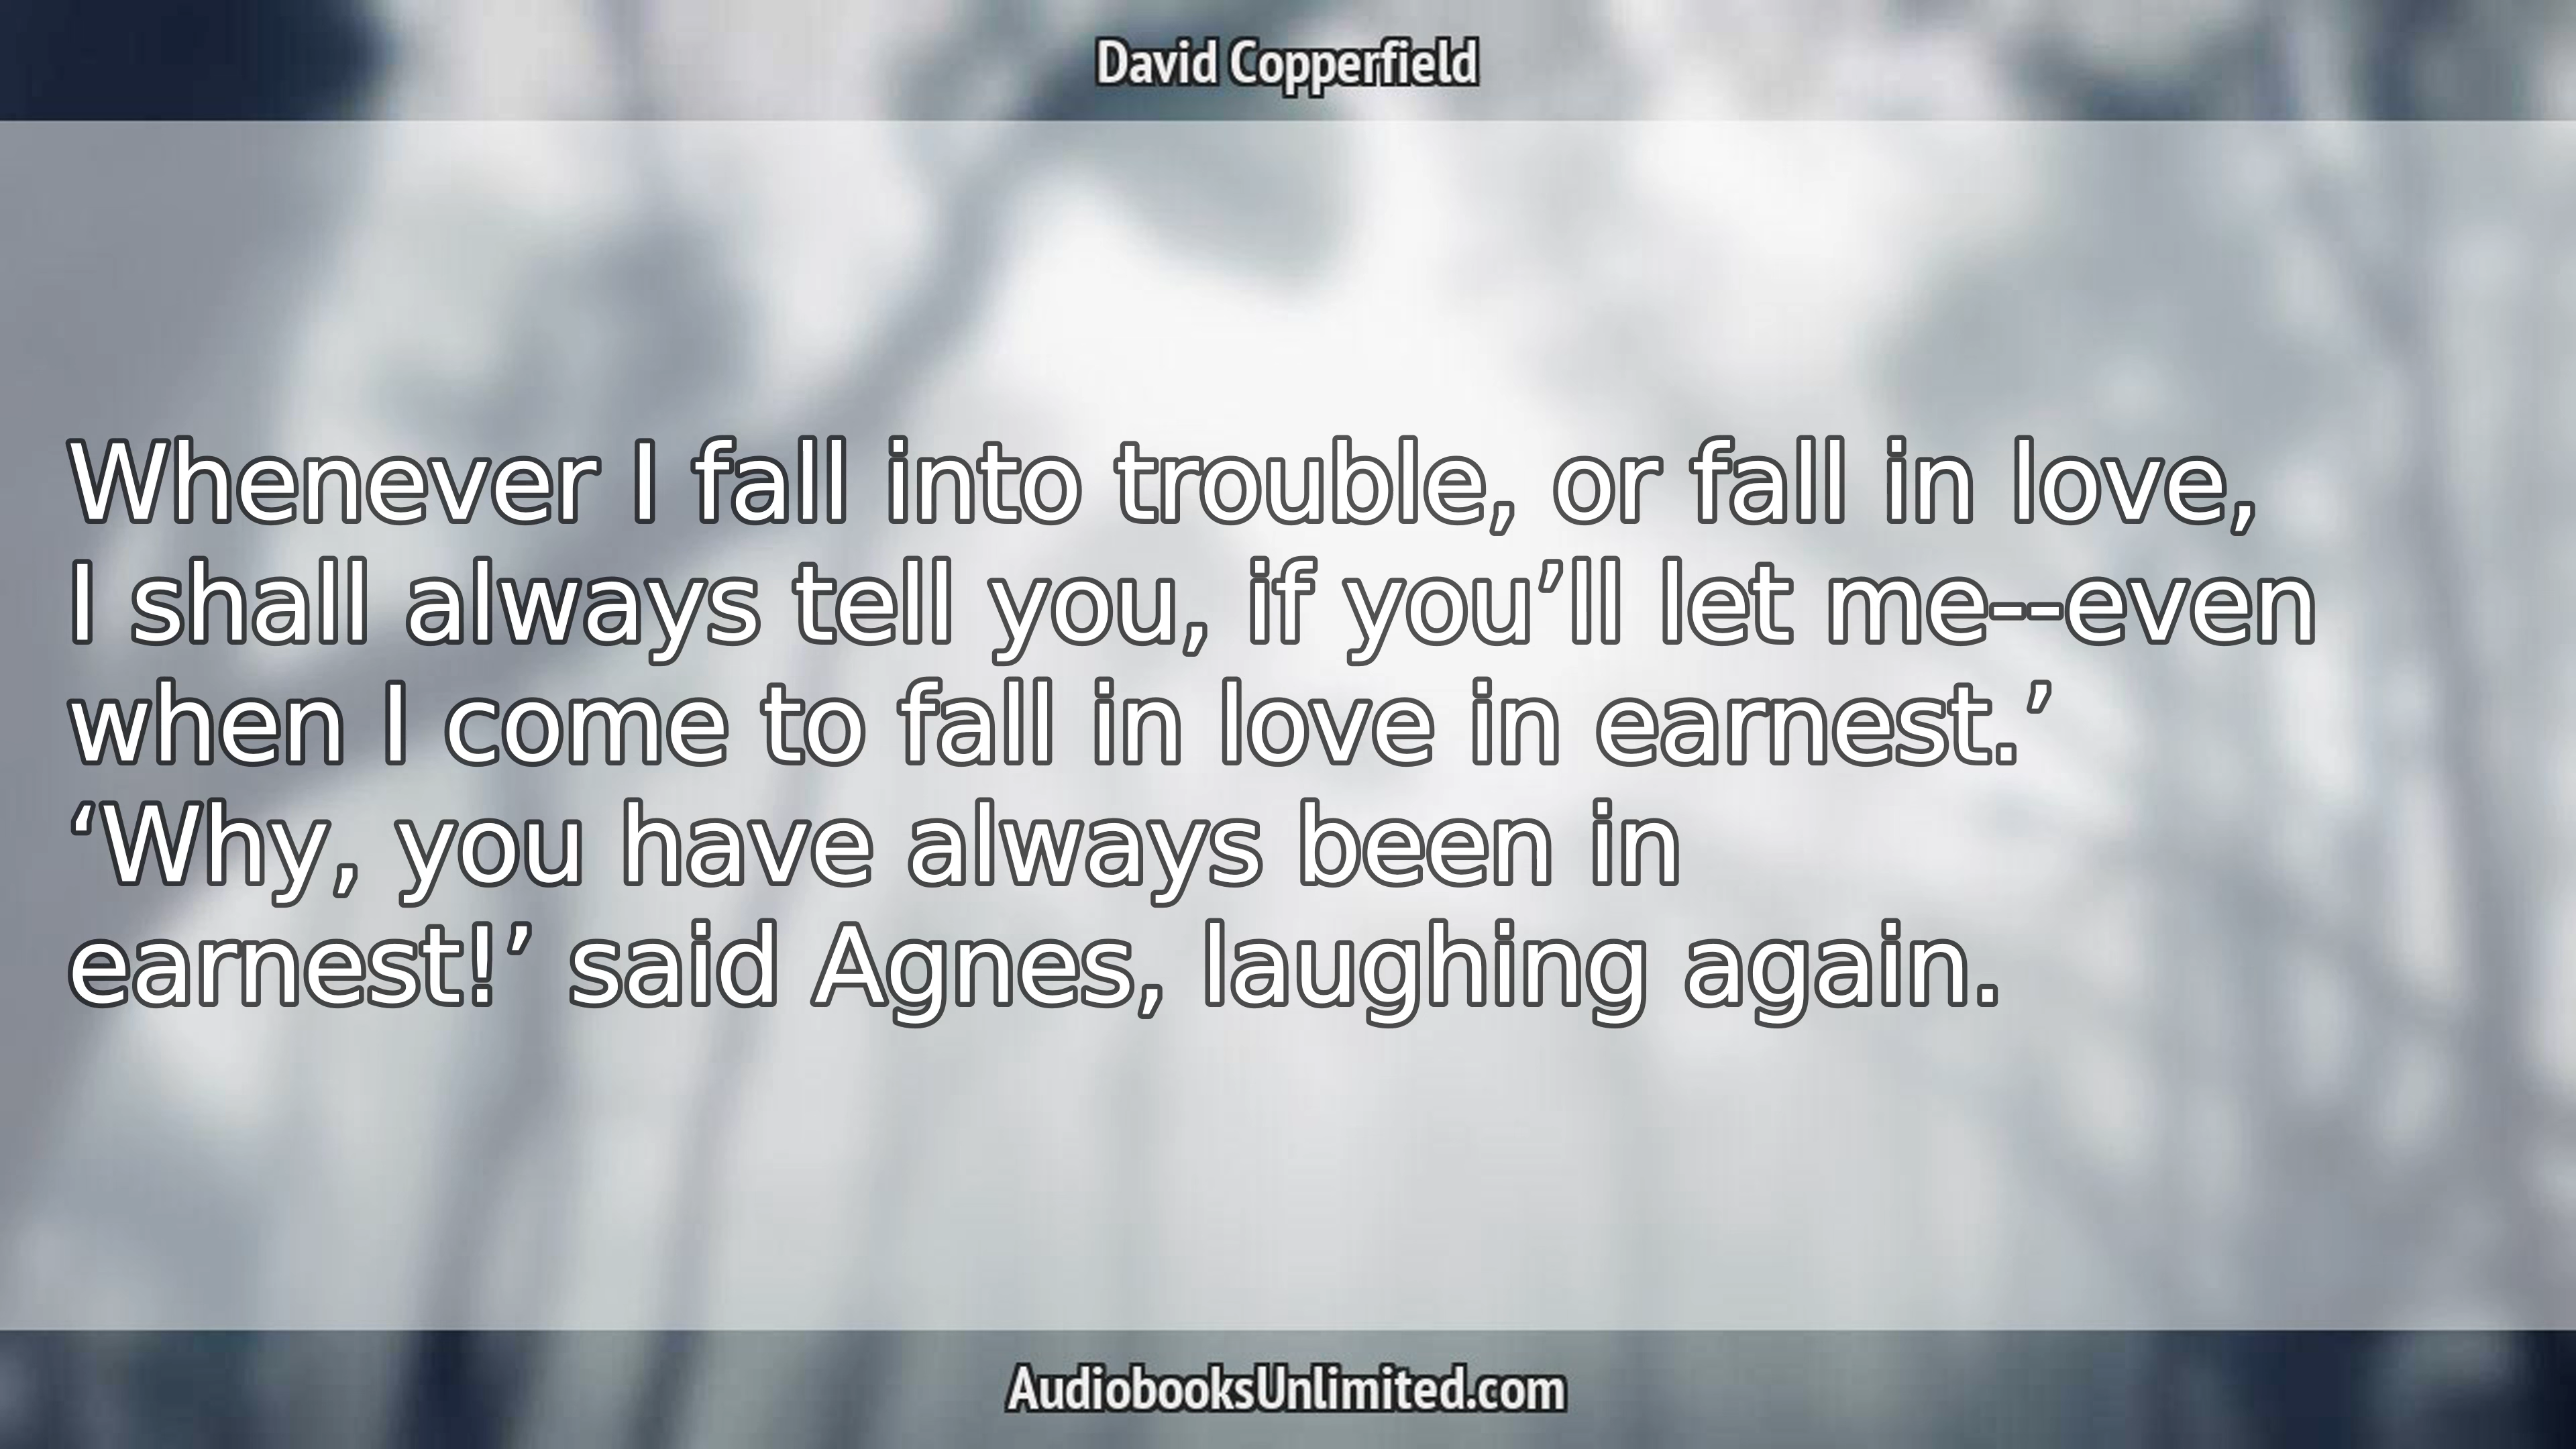 David Copperfield
Whenever I fall into trouble, or fall in love,
I shall always tell you, if you’ll let me--even
when I come to fall in love in earnest.’
‘Why, you have always been in
earnest!’ said Agnes, laughing again.
AudiobooksUnlimited.com